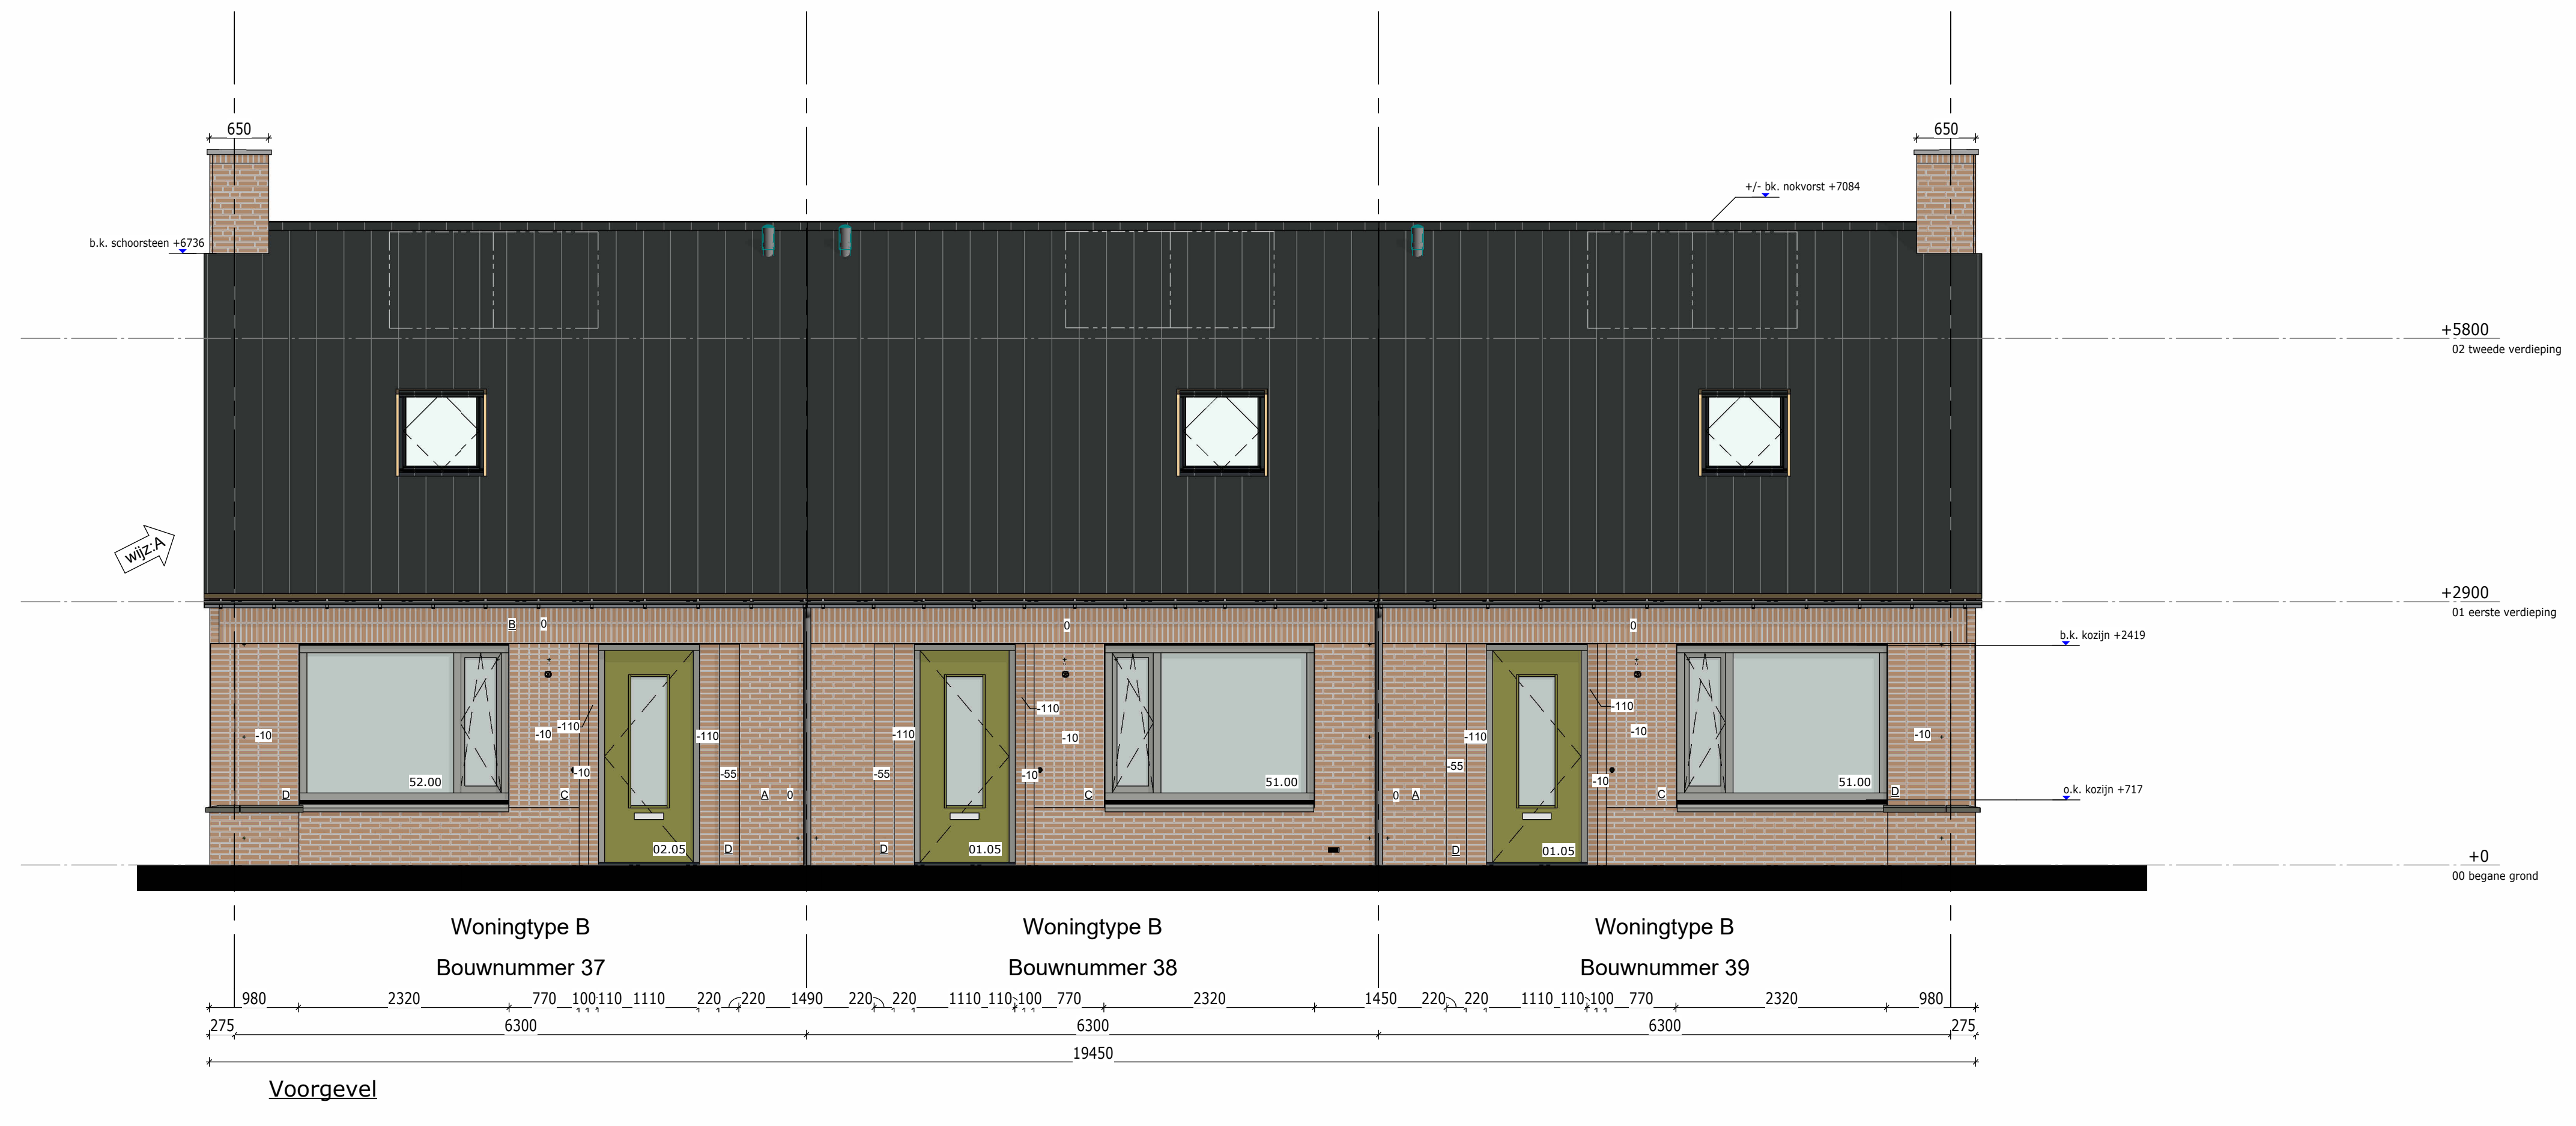 650
650
+/- bk. nokvorst +7084
b.k. schoorsteen +6736
+5800
02 tweede verdieping
wijz:A
+2900
01 eerste verdieping
B 0
0
0
b.k. kozijn +2419
-10
-10
-110
-110
-55
-110
-110
-10
-110
-110
-10
-10
-55
-10
-55
-10
-10
52.00
51.00
51.00
o.k. kozijn +717
D
C
A 0
C
0 A
C
D
02.05
D
D
01.05
D
01.05
+0
00 begane grond
Woningtype B
Woningtype B
Woningtype B
Bouwnummer 37
Bouwnummer 38
Bouwnummer 39
980 2320 770 100 110 1110 220 220 1490 220 220 1110 110 100 770 2320 1450 220 220 1110 110 100 770 2320 980
275 6300 6300 6300 275
19450
Voorgevel